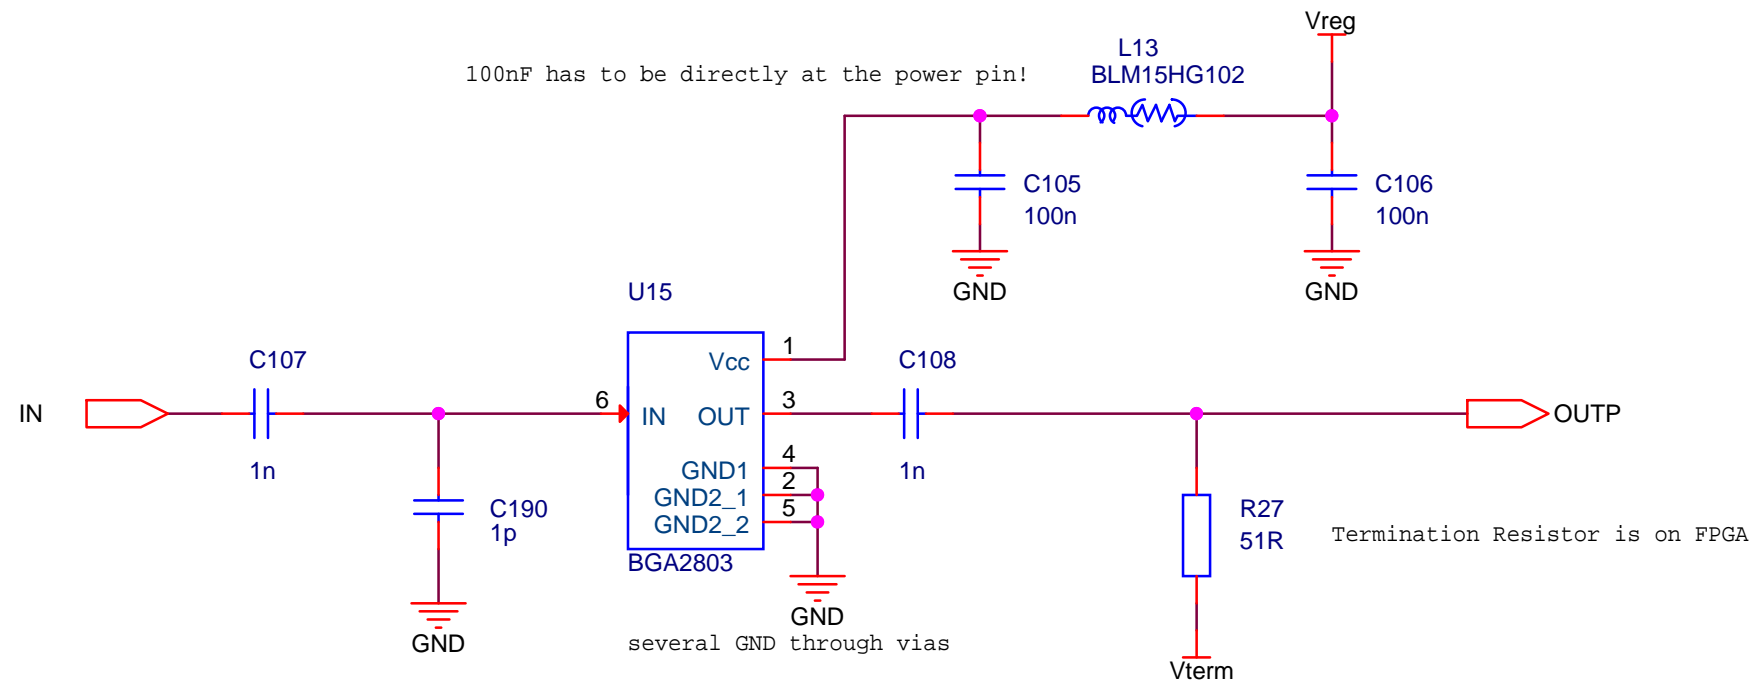 Vreg
L13
100nF has to be directly at the power pin!
BLM15HG102
C105
100n
C106
100n
GND
GND
U15
C107
Vcc
1
C108
IN
6
IN
OUT
3
OUTP
1n
1n
GND1
4
GND2_1
2
GND2_2
5
C190
1p
R27
51R
Termination Resistor is on FPGA
BGA2803
GND
GND
several GND through vias
Vterm